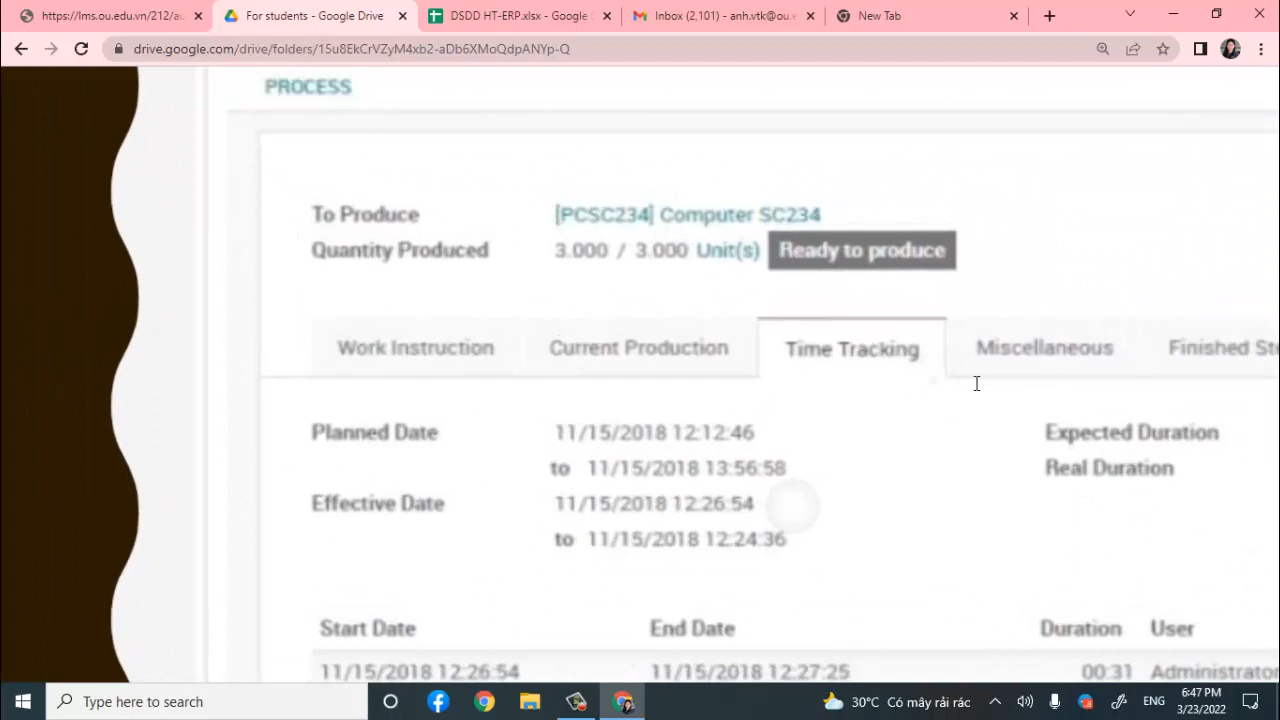 https://lms.ou.edu.vn/212/au
For students - Google Drive
DSDD HT-ERP.xlsx - Google
Inbox (2,101) - anh.vtk@ou.e
New Tab
drive.google.com/drive/folders/15u8EkCrVZyM4xb2-aDb6XMoQdpANYp-Q
PROCESS
To Produce [PCSC234] Computer SC234
Quantity Produced 3.000 / 3.000 Unit(s) Ready to produce
Work Instruction Current Production Time Tracking Miscellaneous Finished Ste
Planned Date 11/15/2018 12:12:46 Expected Duration
to 11/15/2018 13:56:58 Real Duration
Effective Date 11/15/2018 12:26:54
to 11/15/2018 12:24:36
Start Date End Date Duration User
11/15/2018 12:26:54 11/15/2018 12:27:25 00:31 Administrator
Type here to search
30°C Có mây rải rác
ENG
6:47 PM
3/23/2022